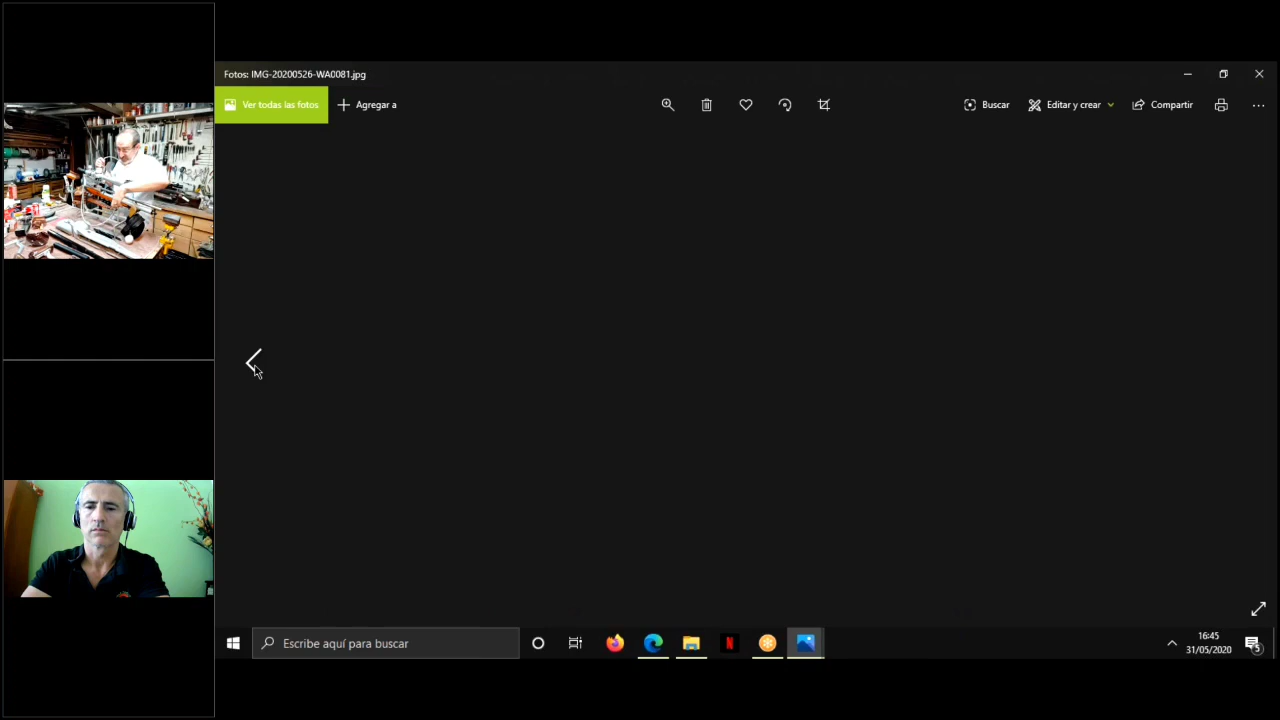 Fotos: IMG-20200526-WA0081.jpg
Ver todas las fotos
Agregar a
Buscar
Editar y crear
Compartir
Escribe aquí para buscar
N
16:45
31/05/2020
5